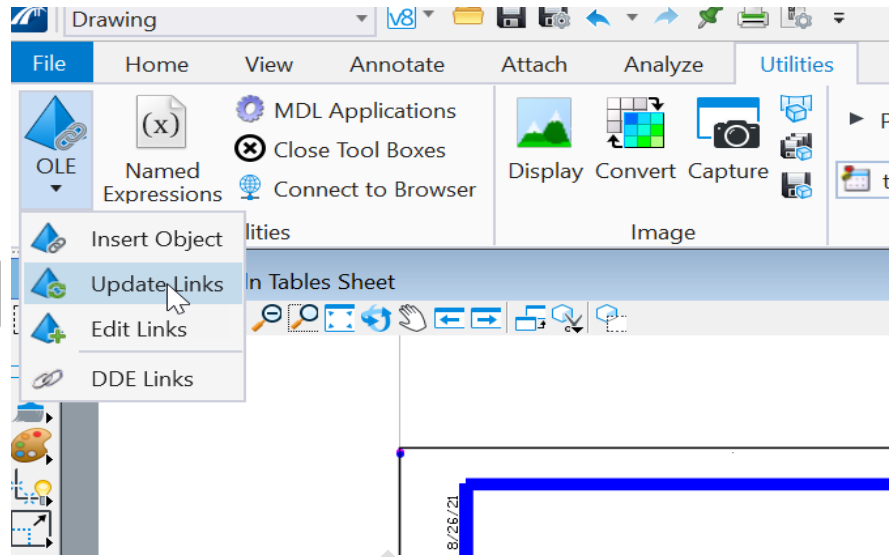 Drawing
v8
File Home View Annotate Attach Analyze Utilities
OLE
(x)
Named
Expressions
MDL Applications
Close Tool Boxes
Connect to Browser
Display Convert Capture
Image
Insert Object
Update Links
Edit Links
DDE Links
In Tables Sheet
8/26/21